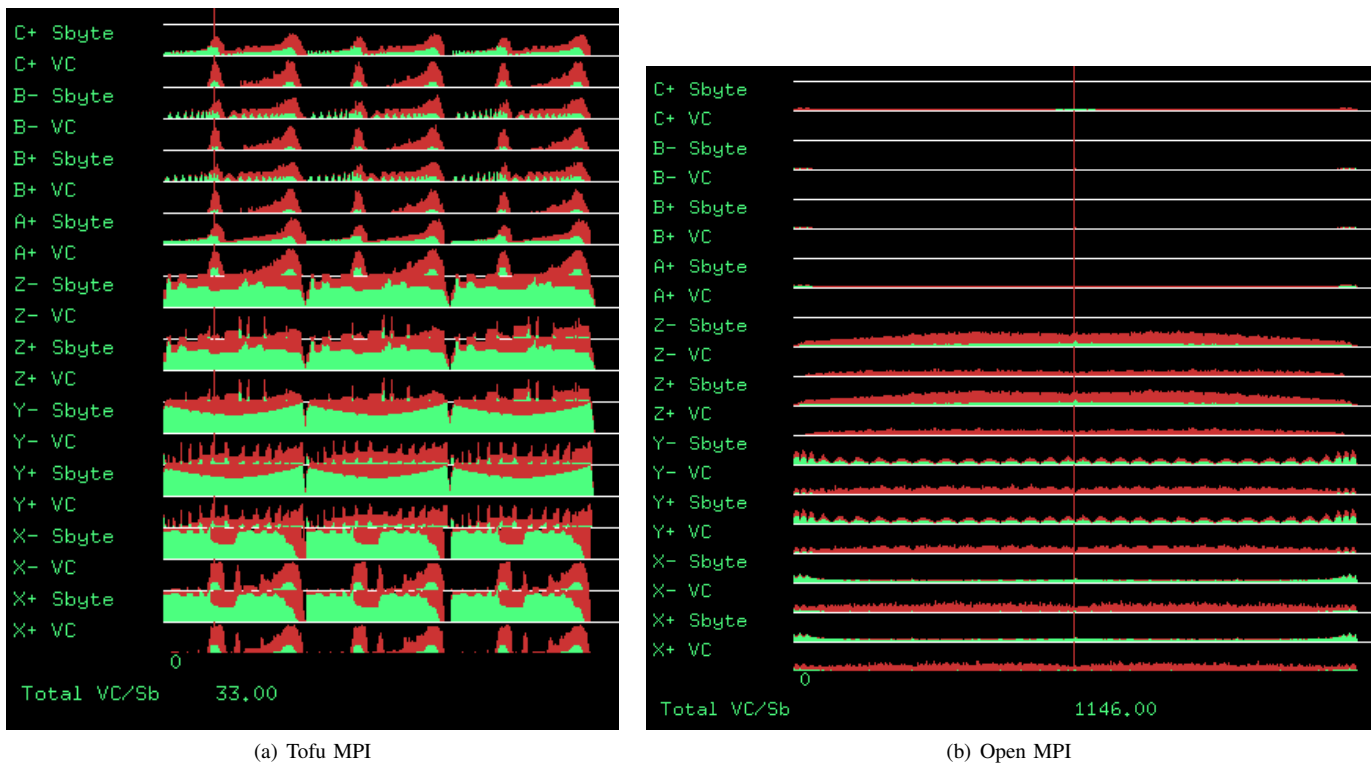 C+ Sbyte
C+ VC
B- Sbyte
B- VC
B+ Sbyte
B+ VC
A+ Sbyte
A+ VC
Z- Sbyte
Z- VC
Z+ Sbyte
Z+ VC
Y- Sbyte
Y- VC
Y+ Sbyte
Y+ VC
X- Sbyte
X- VC
X+ Sbyte
X+ VC
0
Total VC/Sb 33.00
(a) Tofu MPI
C+ Sbyte
C+ VC
B- Sbyte
B- VC
B+ Sbyte
B+ VC
A+ Sbyte
A+ VC
Z- Sbyte
Z- VC
Z+ Sbyte
Z+ VC
Y- Sbyte
Y- VC
Y+ Sbyte
Y+ VC
X- Sbyte
X- VC
X+ Sbyte
X+ VC
0
Total VC/Sb 1146.00
(b) Open MPI